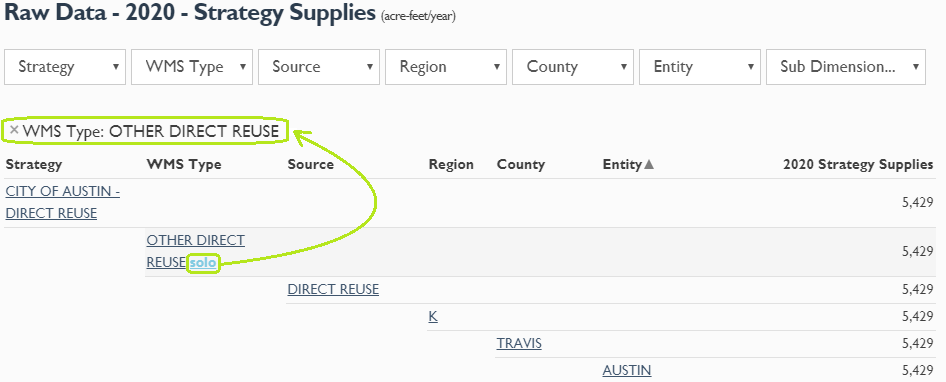 Raw Data - 2020 - Strategy Supplies (acre-feet/year)
Strategy ▾ WMS Type ▾ Source ▾ Region ▾ County ▾ Entity ▾ Sub Dimension... ▾
× WMS Type: OTHER DIRECT REUSE
Strategy WMS Type Source Region County Entity▲ 2020 Strategy Supplies
CITY OF AUSTIN -
DIRECT REUSE 5,429
OTHER DIRECT
REUSE solo 5,429
DIRECT REUSE 5,429
K 5,429
TRAVIS 5,429
AUSTIN 5,429